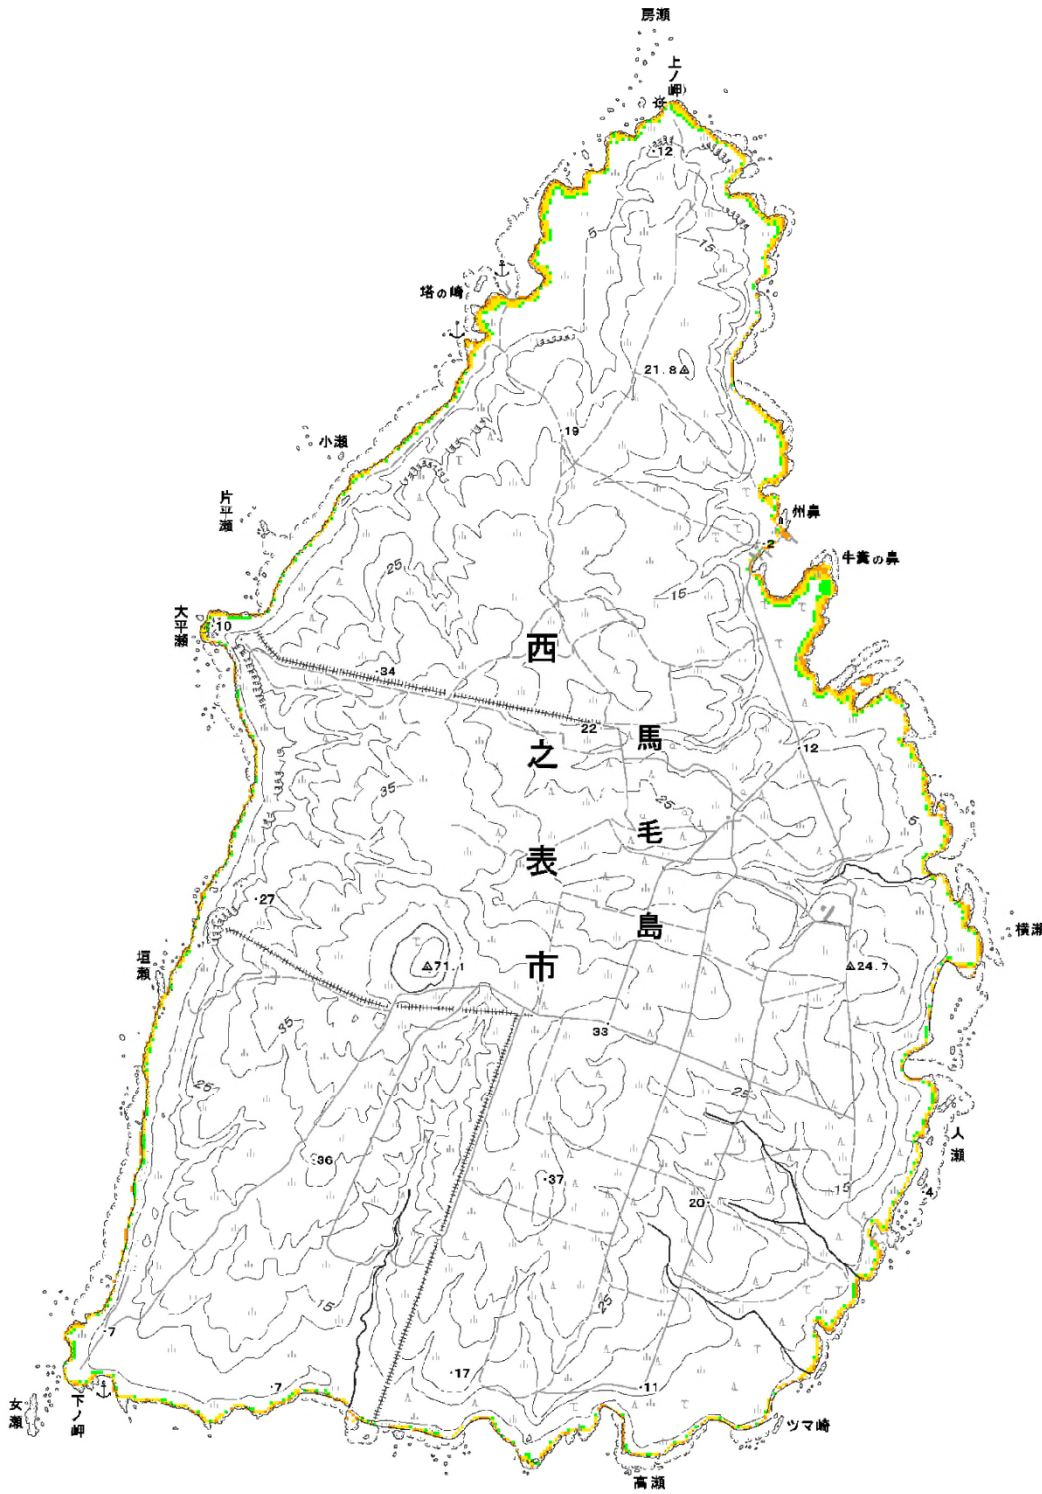 房瀬
上ノ岬
·12
5
15
塔の崎
21.8
19
小瀬
片平瀬
州鼻
·2
牛糞の鼻
25
15
大平瀬
·10
西之表市
馬毛島
·34
22
·12
35
25
5
·27
横瀬
垣瀬
71.1
24.7
33
35
25
25
人瀬
·36
·37
15
·4
20
15
25
·7
·17
·7
·11
女瀬
下ノ岬
ツマ崎
高瀬